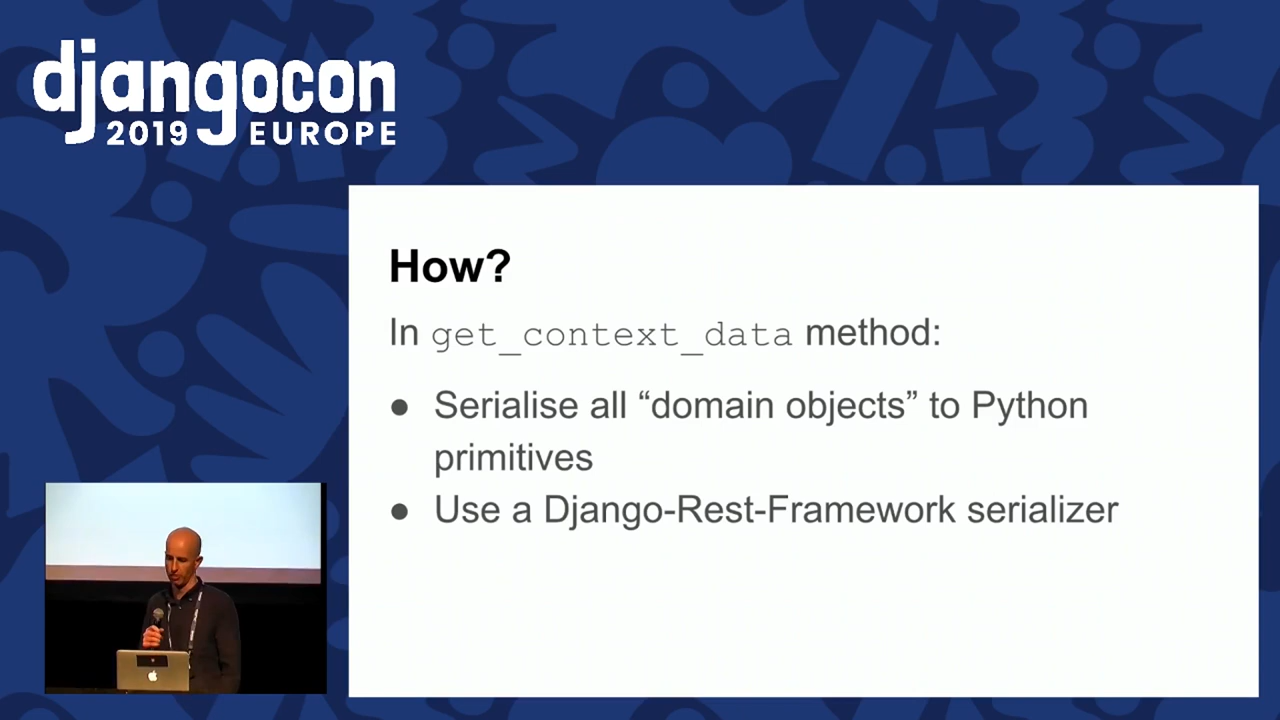 djangocon
2019 EUROPE
How?
In get_context_data method:
● Serialise all “domain objects” to Python
primitives
● Use a Django-Rest-Framework serializer